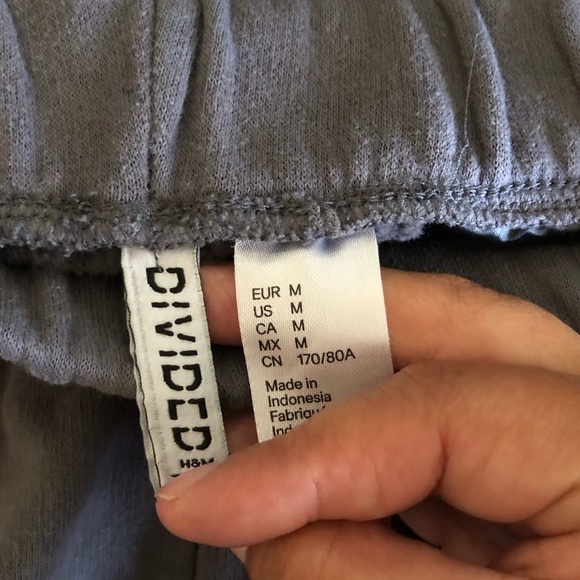 DIVIDED
H&M
EUR M
US M
CA M
MX M
CN 170/80A
Made in
Indonesia